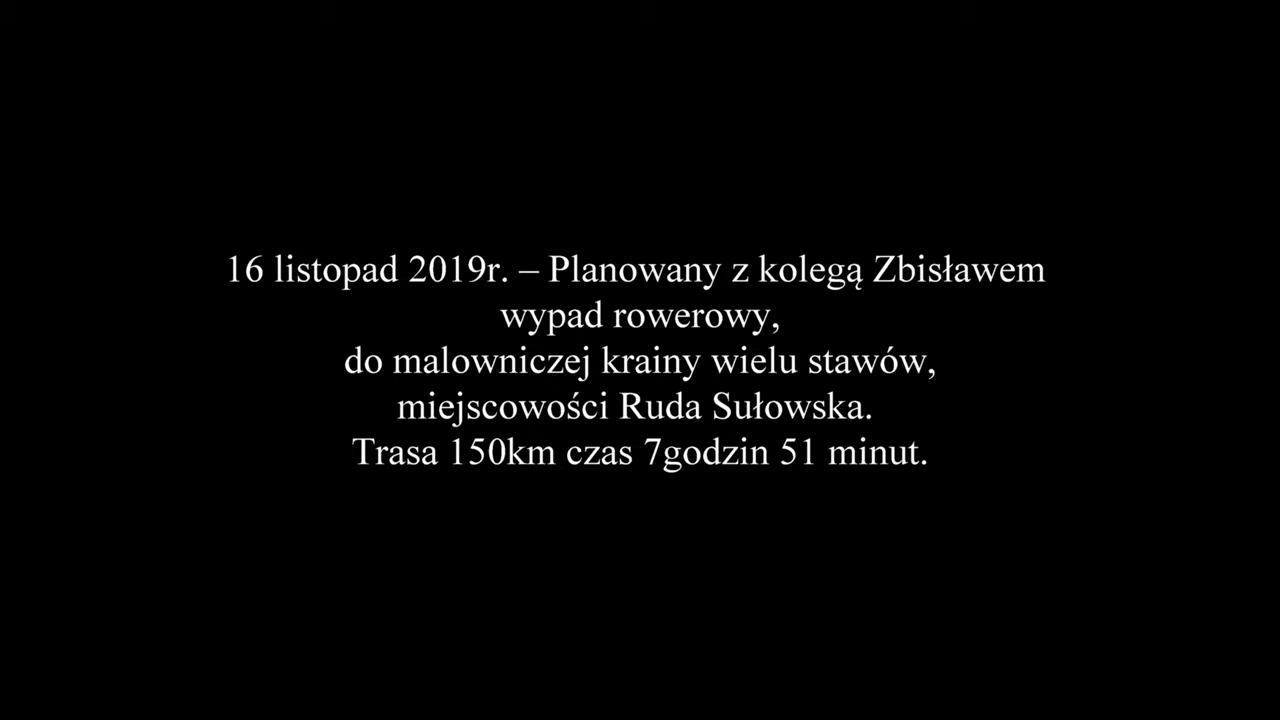 16 listopad 2019r. – Planowany z kolegą Zbisławem
wypad rowerowy,
do malowniczej krainy wielu stawów,
miejscowości Ruda Sułowska.
Trasa 150km czas 7godzin 51 minut.